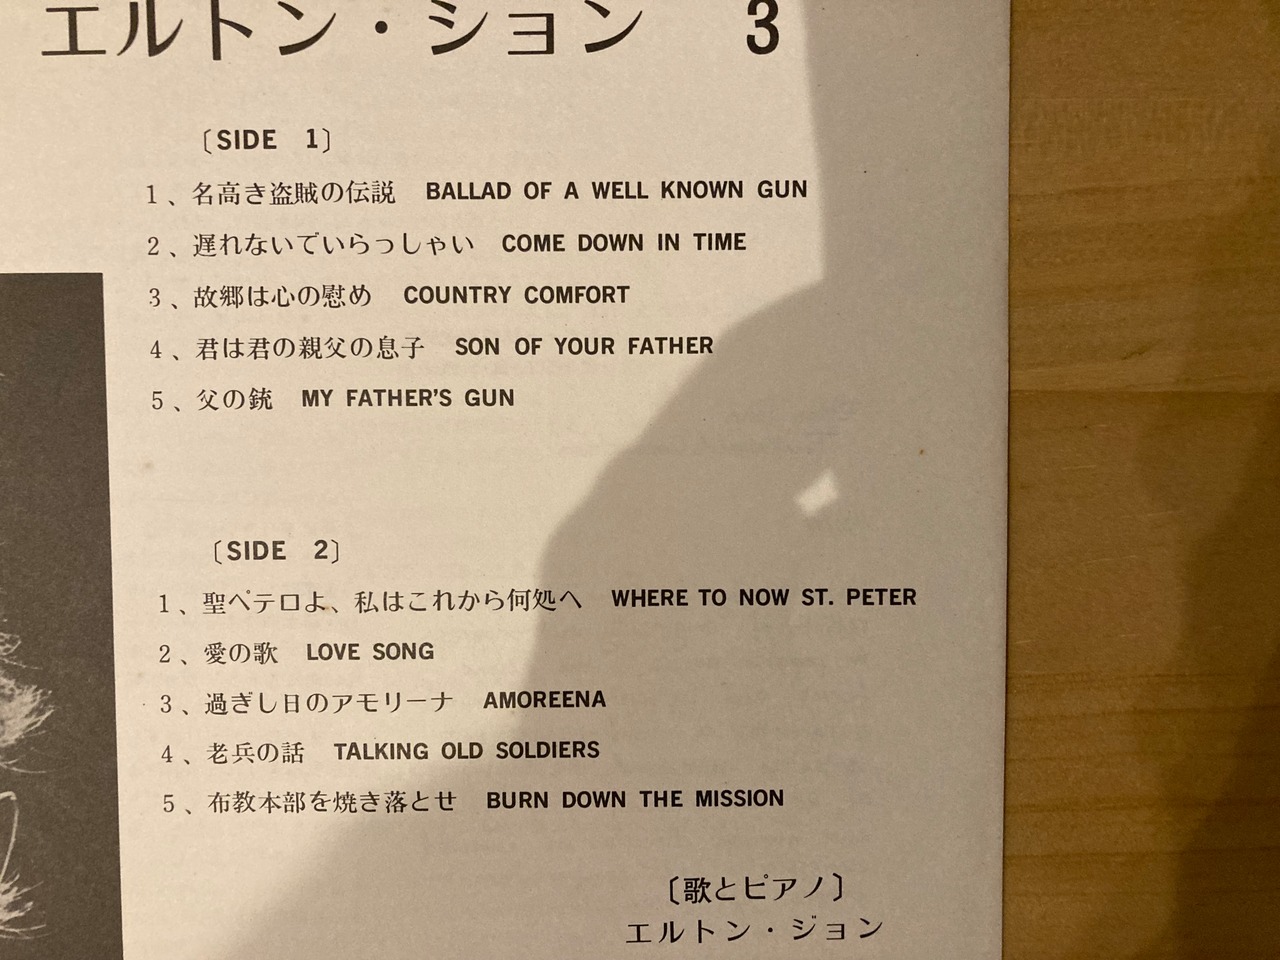 エルトン・ジョン 3
〔SIDE 1〕
1、名高き盗賊の伝説 BALLAD OF A WELL KNOWN GUN
2、遅れないでいらっしゃい COME DOWN IN TIME
3、故郷は心の慰め COUNTRY COMFORT
4、君は君の親父の息子 SON OF YOUR FATHER
5、父の銃 MY FATHER'S GUN
〔SIDE 2〕
1、聖ペテロよ、私はこれから何処へ WHERE TO NOW ST. PETER
2、愛の歌 LOVE SONG
3、過ぎし日のアモリーナ AMOREENA
4、老兵の話 TALKING OLD SOLDIERS
5、布教本部を焼き落とせ BURN DOWN THE MISSION
〔歌とピアノ〕
エルトン・ジョン